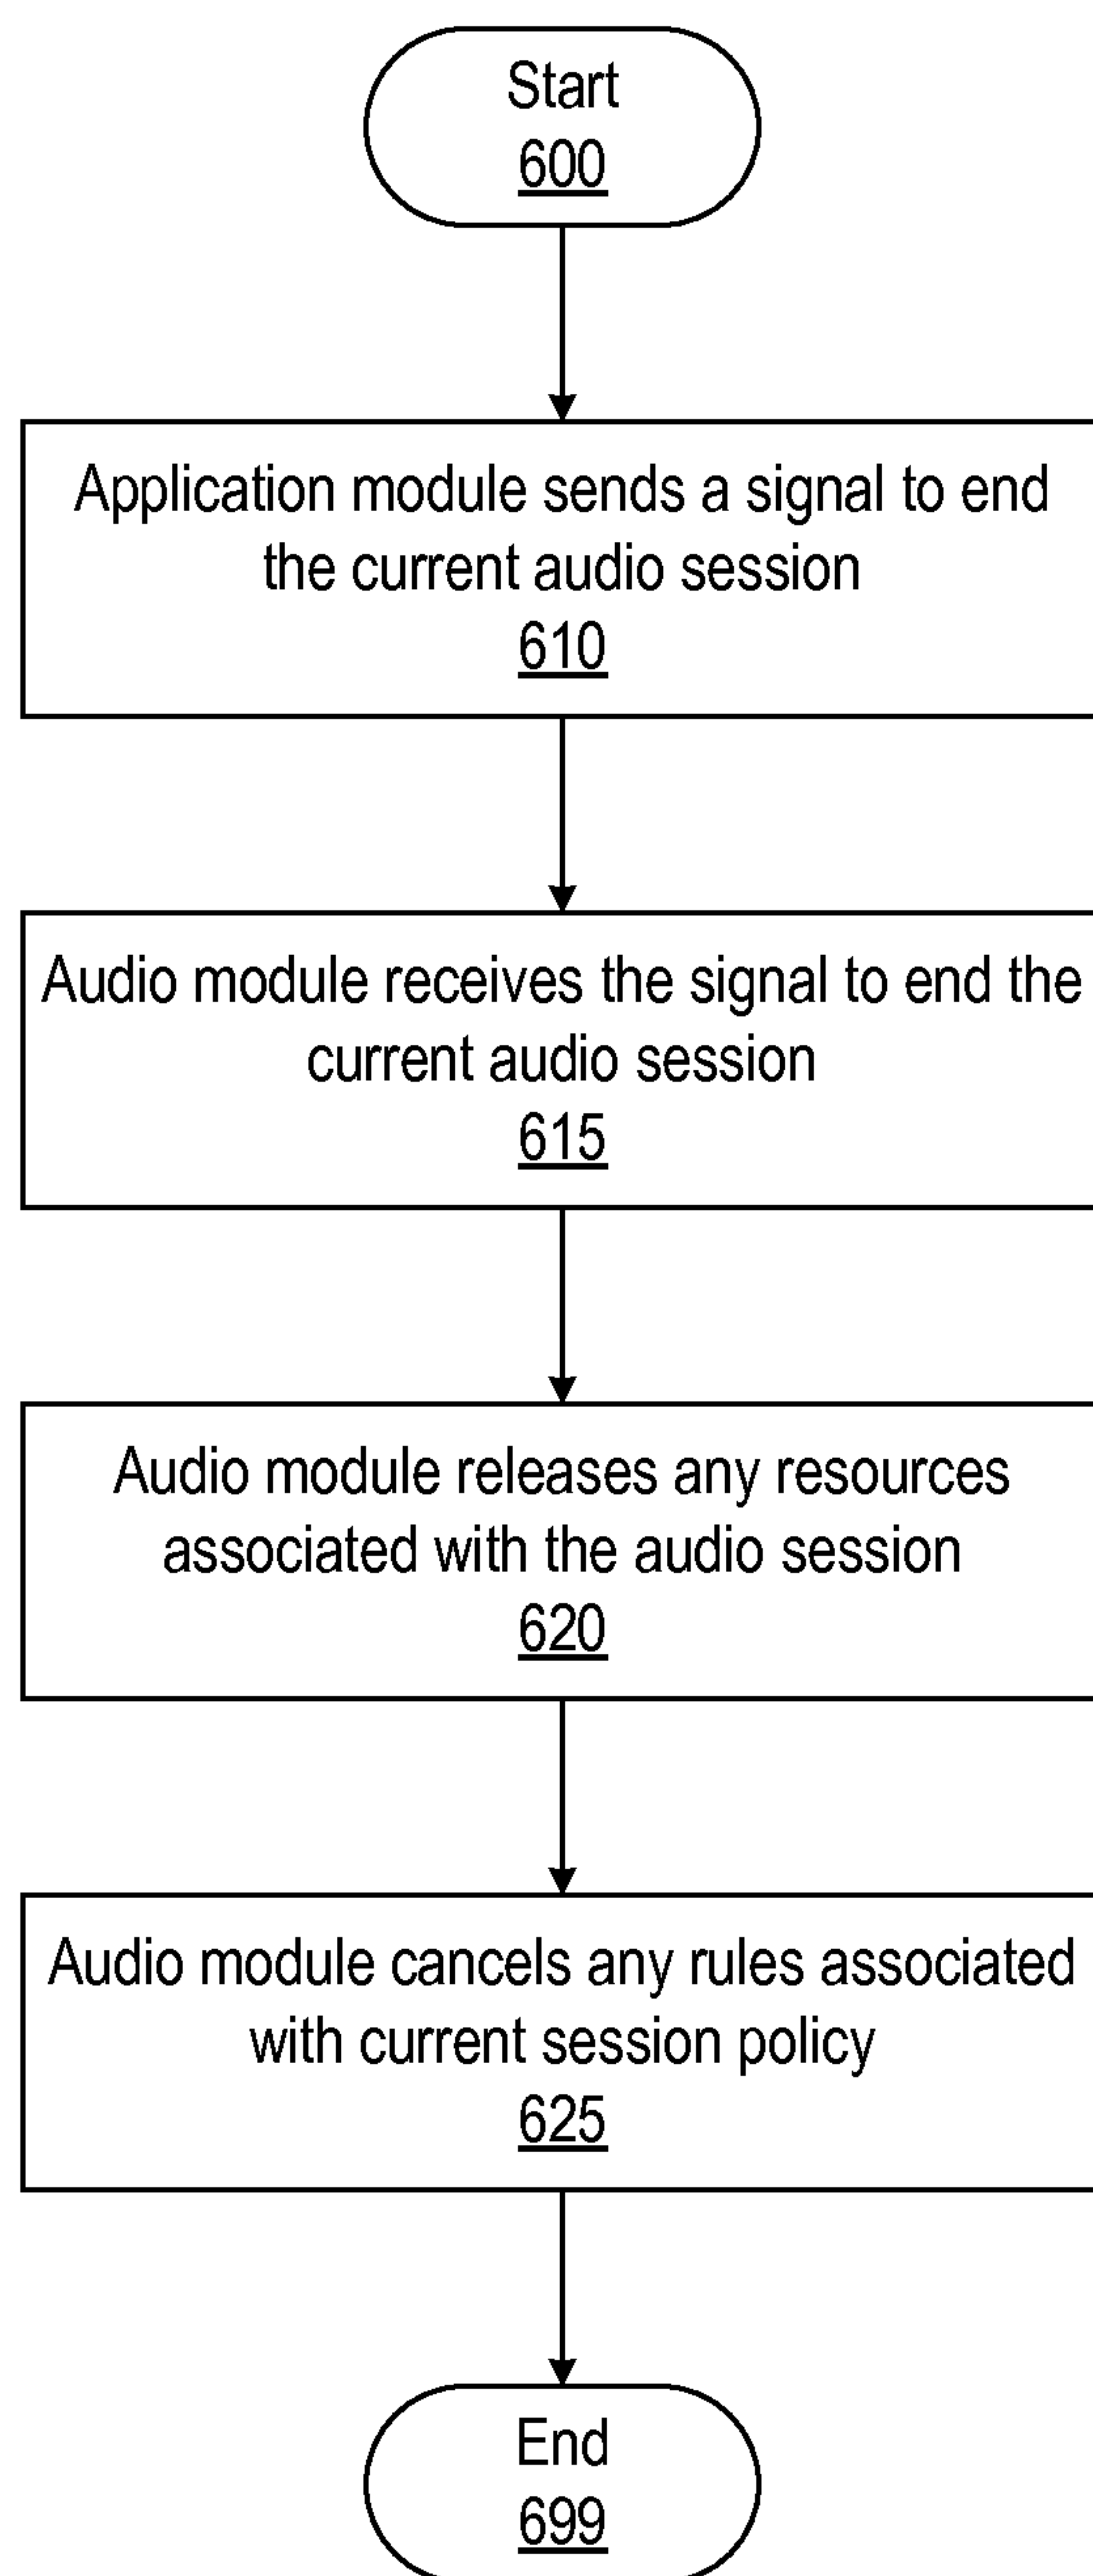 Start
600
Application module sends a signal to end
the current audio session
610
Audio module receives the signal to end the
current audio session
615
Audio module releases any resources
associated with the audio session
620
Audio module cancels any rules associated
with current session policy
625
End
699